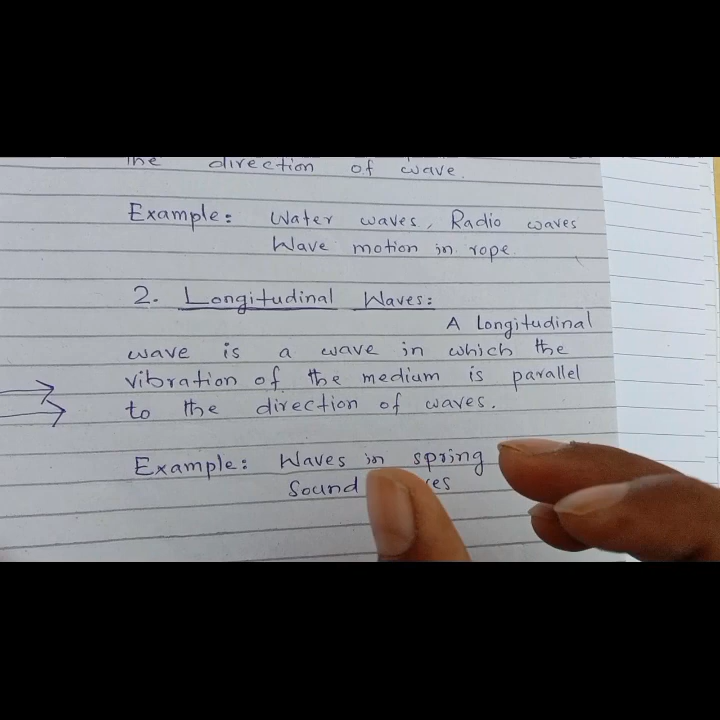 the direction of wave.
Example: Water waves, Radio waves
Wave motion in rope.
2. Longitudinal Waves:
A Longitudinal
wave is a wave in which the
vibration of the medium is parallel
to the direction of waves.
Example: Waves in spring
Sound